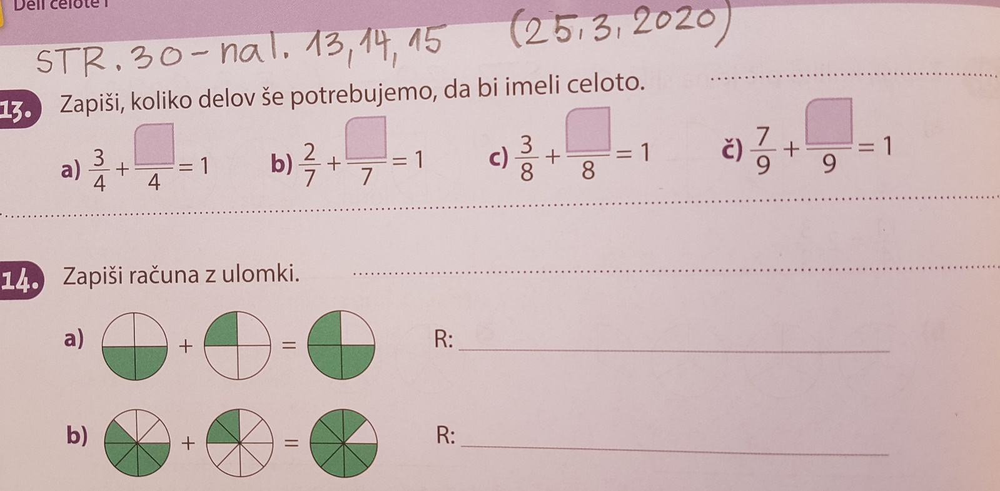 Deli celote I
STR. 30 - nal. 13, 14, 15 (25. 3. 2020)
13. Zapiši, koliko delov še potrebujemo, da bi imeli celoto.
a) 3/4 + □/4 = 1 b) 2/7 + □/7 = 1 c) 3/8 + □/8 = 1 č) 7/9 + □/9 = 1
14. Zapiši računa z ulomki.
a) + = R:
b) + = R: